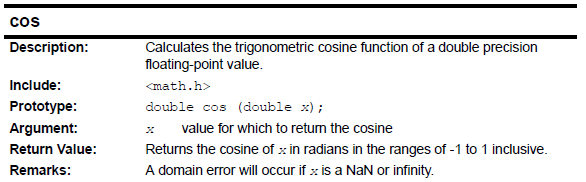 cos
Description: Calculates the trigonometric cosine function of a double precision
floating-point value.
Include: <math.h>
Prototype: double cos (double x);
Argument: x value for which to return the cosine
Return Value: Returns the cosine of x in radians in the ranges of -1 to 1 inclusive.
Remarks: A domain error will occur if x is a NaN or infinity.